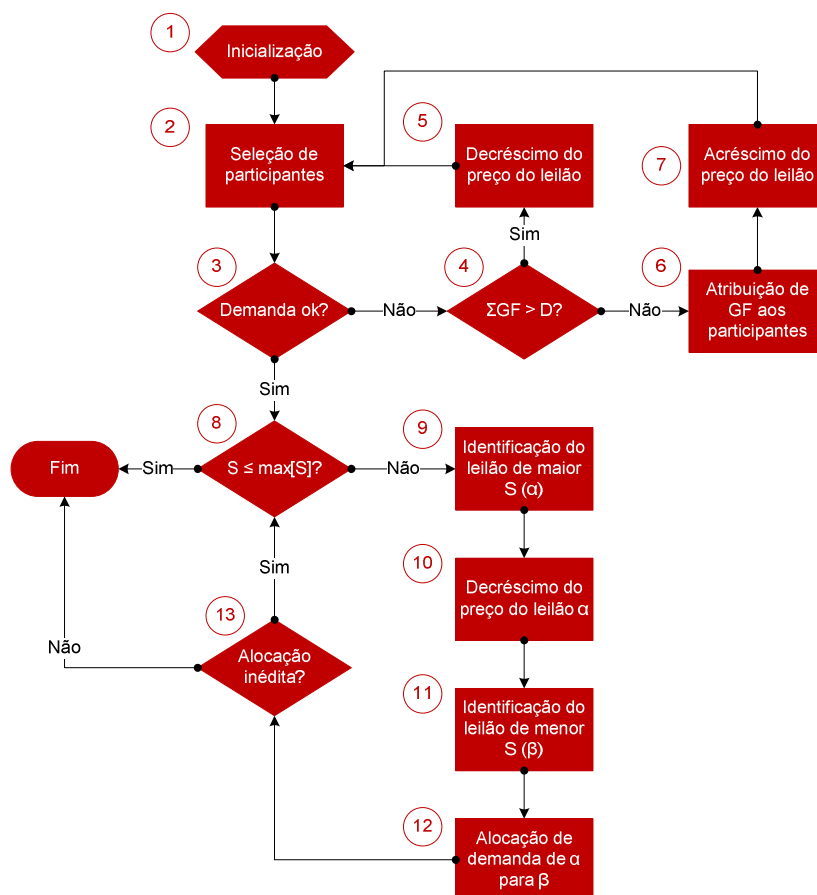 1
Inicialização
2
Seleção de
participantes
5
Decréscimo do
preço do leilão
7
Acréscimo do
preço do leilão
Sim
3
Demanda ok?
Não
4
ΣGF > D?
Não
6
Atribuição de
GF aos
participantes
Sim
8
S ≤ max[S]?
Sim
Fim
Não
9
Identificação do
leilão de maior
S (α)
10
Decréscimo do
preço do leilão α
Sim
13
Alocação
inédita?
Não
11
Identificação do
leilão de menor
S (β)
12
Alocação de
demanda de α
para β